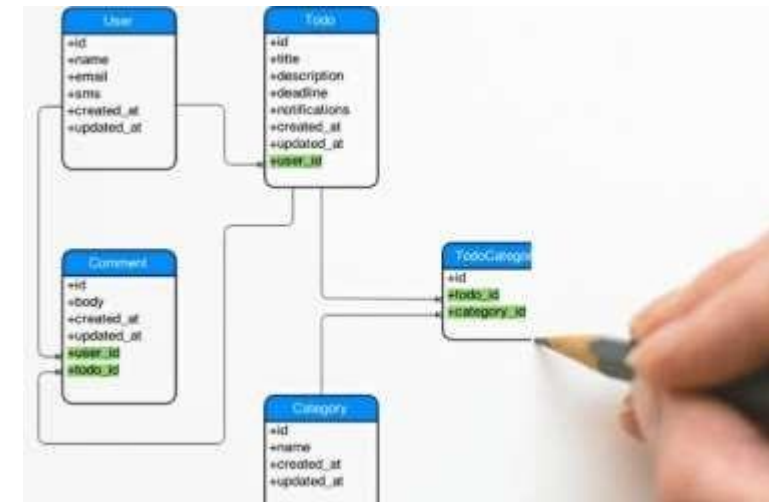 User
+id
+name
+email
+sms
+created_at
+updated_at
Todo
+id
+title
+description
+deadline
+notifications
+created_at
+updated_at
+user_id
Comment
+id
+body
+created_at
+updated_at
+user_id
+todo_id
TodoCatego
+id
+todo_id
+category_id
Category
+id
+name
+created_at
+updated_at